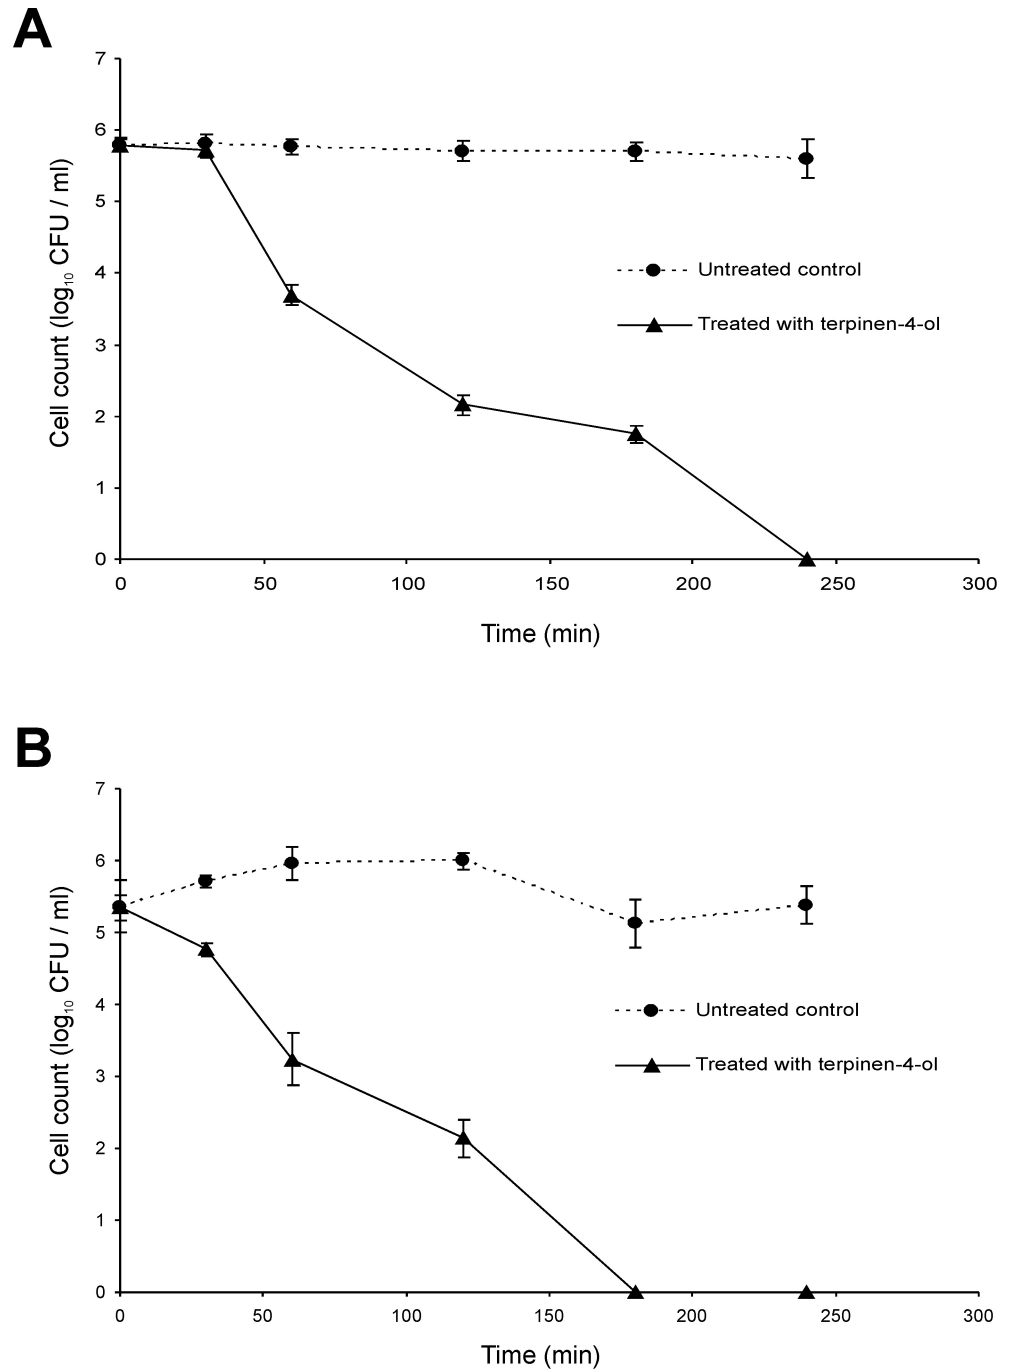 A
7
6
5
4
3
2
1
0
Cell count (log₁₀ CFU / ml)
Untreated control
Treated with terpinen-4-ol
0 50 100 150 200 250 300
Time (min)
B
7
6
5
4
3
2
1
0
Cell count (log₁₀ CFU / ml)
Untreated control
Treated with terpinen-4-ol
0 50 100 150 200 250 300
Time (min)